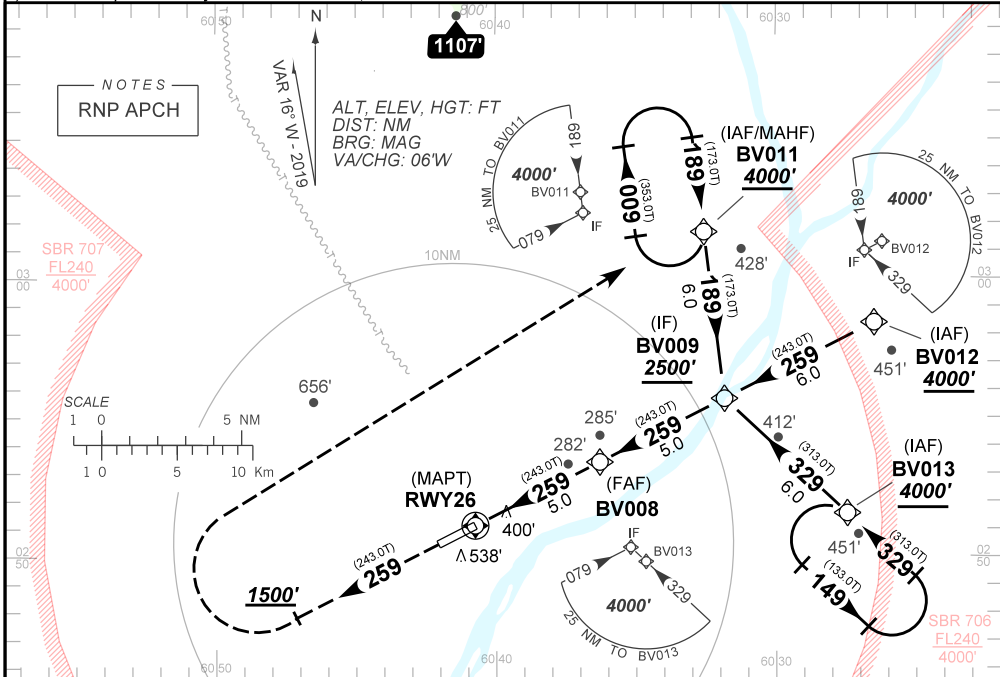 60 50
800'
60 40
60 30
1107'
N
NOTES
RNP APCH
VAR 16° W - 2019
ALT, ELEV, HGT: FT
DIST: NM
BRG: MAG
VA/CHG: 06'W
25 NM TO BV011
189
4000'
BV011
IF
079
189
(173.0T)
009
(353.0T)
(IAF/MAHF)
BV011
4000'
25 NM TO BV012
189
4000'
BV012
IF
329
SBR 707
FL240
4000'
03
00
10NM
428'
03
00
189
(173.0T)
6.0
(IF)
BV009
2500'
(IAF)
BV012
4000'
451'
(243.0T)
259
6.0
656'
SCALE
1 0 5 NM
1 0 5 10 Km
285'
282'
(243.0T)
259
5.0
412'
(313.0T)
329
6.0
(IAF)
BV013
4000'
(MAPT)
RWY26
(243.0T)
259
5.0
(FAF)
BV008
400'
538'
451'
(313.0T)
329
(133.0T)
149
02
50
02
50
(243.0T)
259
1500'
IF
BV013
079
329
4000'
25 NM TO BV013
SBR 706
FL240
4000'
60 50
60 40
60 30